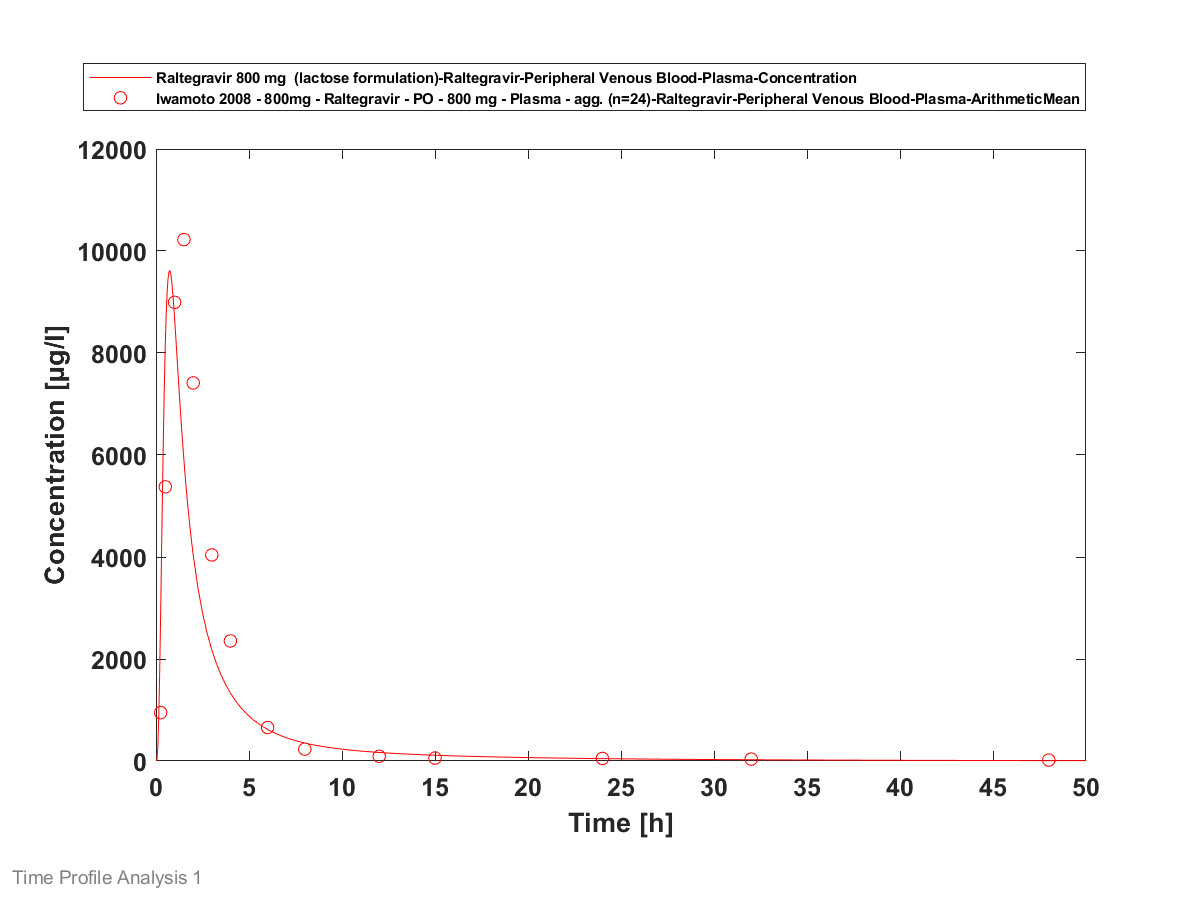 Raltegravir 800 mg  (lactose formulation)-Raltegravir-Peripheral Venous Blood-Plasma-Concentration
Iwamoto 2008 - 800mg - Raltegravir - PO - 800 mg - Plasma - agg. (n=24)-Raltegravir-Peripheral Venous Blood-Plasma-ArithmeticMean
12000
10000
8000
6000
4000
2000
0
Concentration [µg/l]
0 5 10 15 20 25 30 35 40 45 50
Time [h]
Time Profile Analysis 1